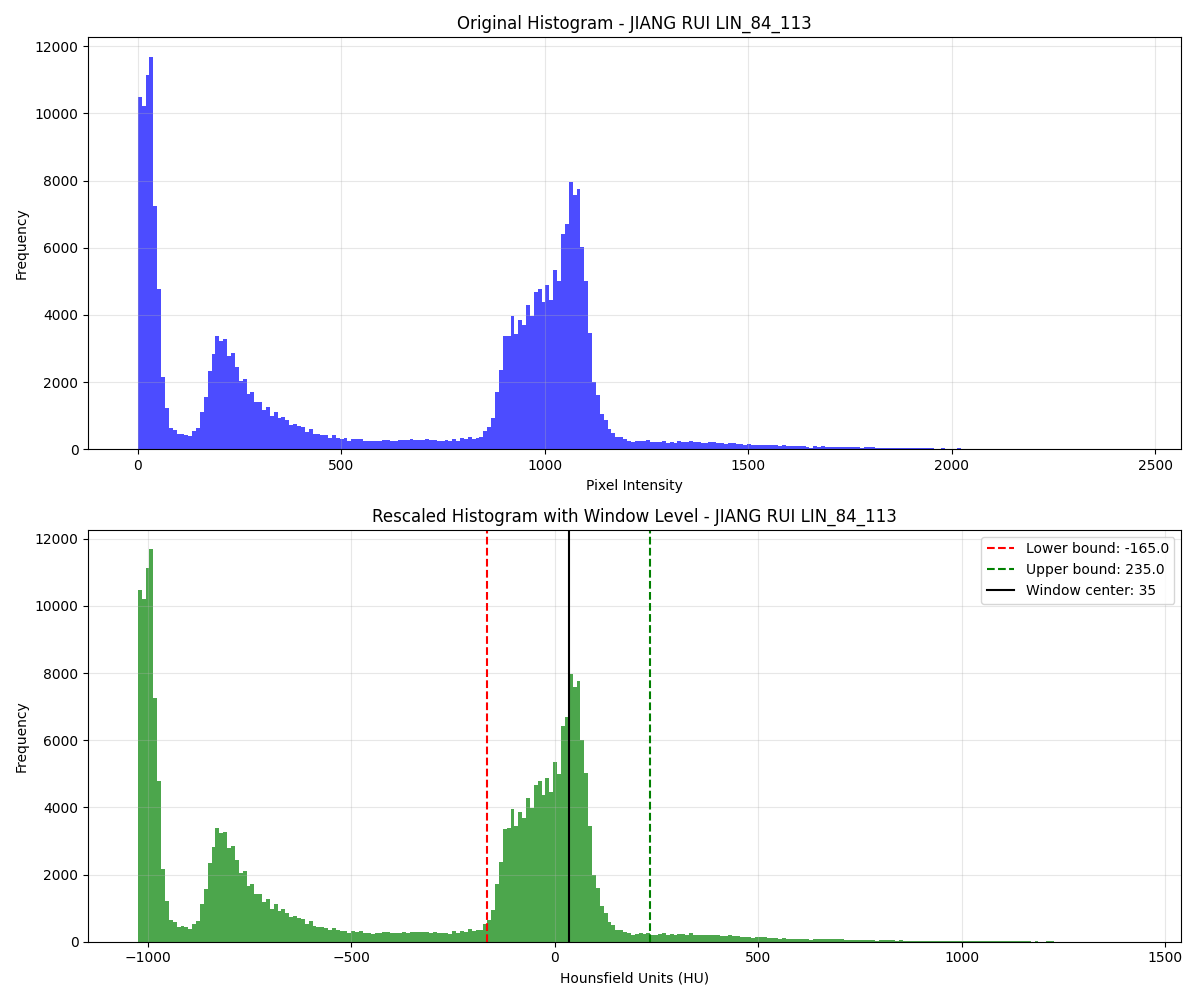 Original Histogram - JIANG RUI LIN_84_113
12000
10000
8000
6000
4000
2000
0
Frequency
0 500 1000 1500 2000 2500
Pixel Intensity
Rescaled Histogram with Window Level - JIANG RUI LIN_84_113
Lower bound: -165.0
Upper bound: 235.0
Window center: 35
12000
10000
8000
6000
4000
2000
0
Frequency
−1000 −500 0 500 1000 1500
Hounsfield Units (HU)